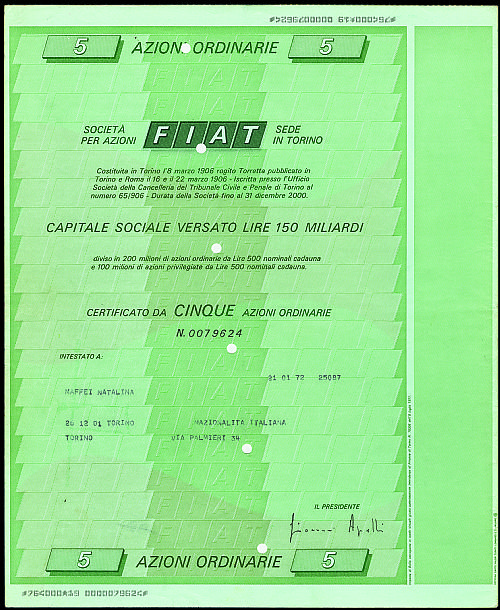 #764000A19 0000079624#
5 AZIONI ORDINARIE 5
SOCIETÀ PER AZIONI FIAT SEDE IN TORINO
Costituita in Torino l'8 marzo 1906 rogito Torretta pubblicato in
Torino e Roma il 16 e il 22 marzo 1906 - Iscritta presso l'Ufficio
Società della Cancelleria del Tribunale Civile e Penale di Torino al
numero 65/906 - Durata della Società fino al 31 dicembre 2000.
CAPITALE SOCIALE VERSATO LIRE 150 MILIARDI
diviso in 200 milioni di azioni ordinarie da Lire 500 nominali cadauna
e 100 milioni di azioni privilegiate da Lire 500 nominali cadauna.
CERTIFICATO DA CINQUE AZIONI ORDINARIE
N. 0079624
INTESTATO A:
21 01 72 25087
MAFFEI NATALINA
26 12 01 TORINO NAZIONALITA ITALIANA
TORINO VIA PALMIERI 34
IL PRESIDENTE
5 AZIONI ORDINARIE 5
#764000A19 0000079624#